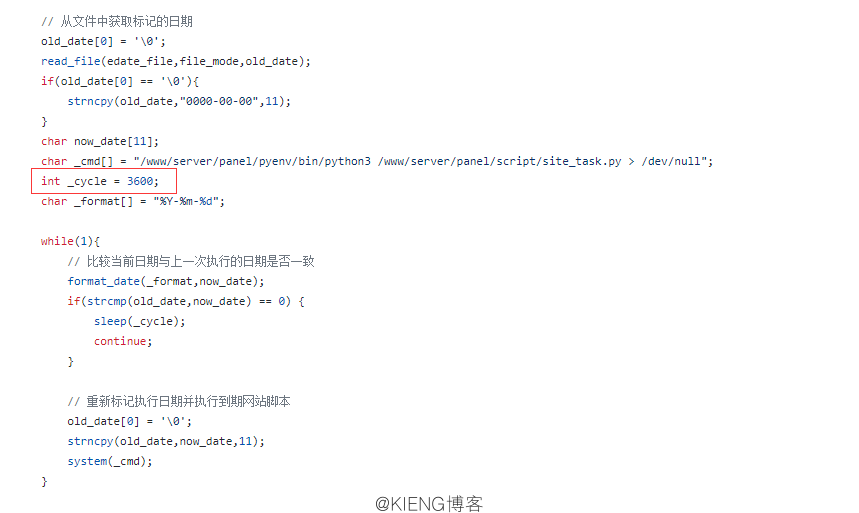 // 从文件中获取标记的日期
old_date[0] = '\0';
read_file(edate_file,file_mode,old_date);
if(old_date[0] == '\0'){
strncpy(old_date,"0000-00-00",11);
}
char now_date[11];
char _cmd[] = "/www/server/panel/pyenv/bin/python3 /www/server/panel/script/site_task.py > /dev/null";
int _cycle = 3600;
char _format[] = "%Y-%m-%d";
while(1){
// 比较当前日期与上一次执行的日期是否一致
format_date(_format,now_date);
if(strcmp(old_date,now_date) == 0) {
sleep(_cycle);
continue;
}
// 重新标记执行日期并执行到期网站脚本
old_date[0] = '\0';
strncpy(old_date,now_date,11);
system(_cmd);
}
@KIENG博客